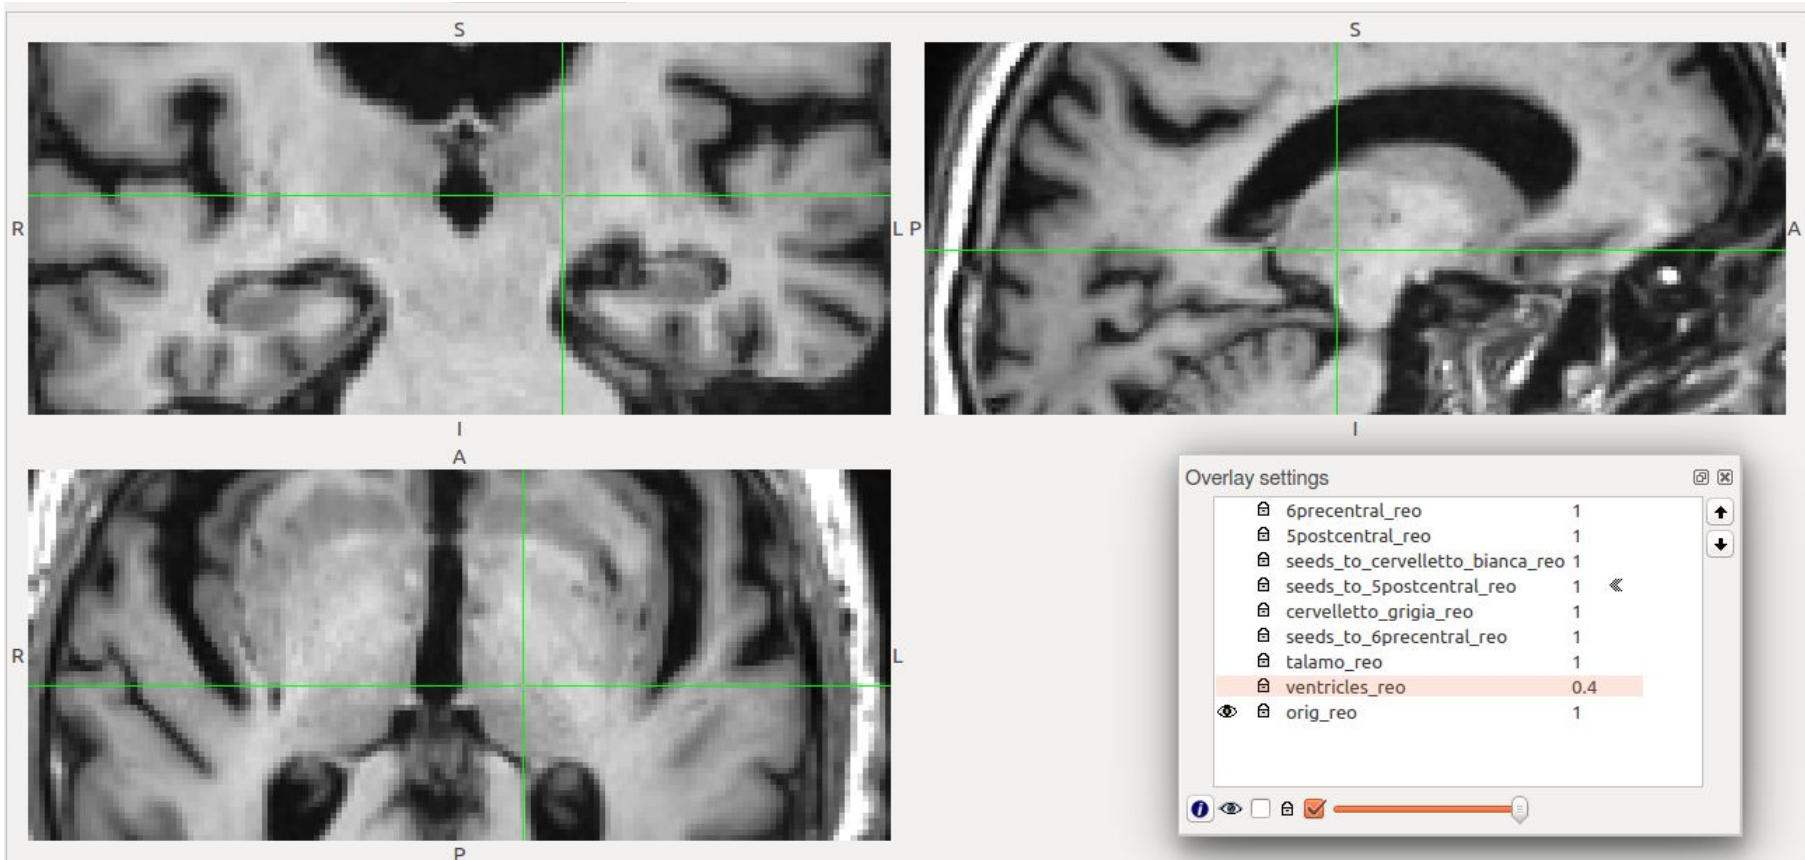 S
S
R
L
P
A
I
I
A
R
L
P
Overlay settings
6precentral_reo 1
5postcentral_reo 1
seeds_to_cervelletto_bianca_reo 1
seeds_to_5postcentral_reo 1
cervelletto_grigia_reo 1
seeds_to_6precentral_reo 1
talamo_reo 1
ventricles_reo 0.4
orig_reo 1